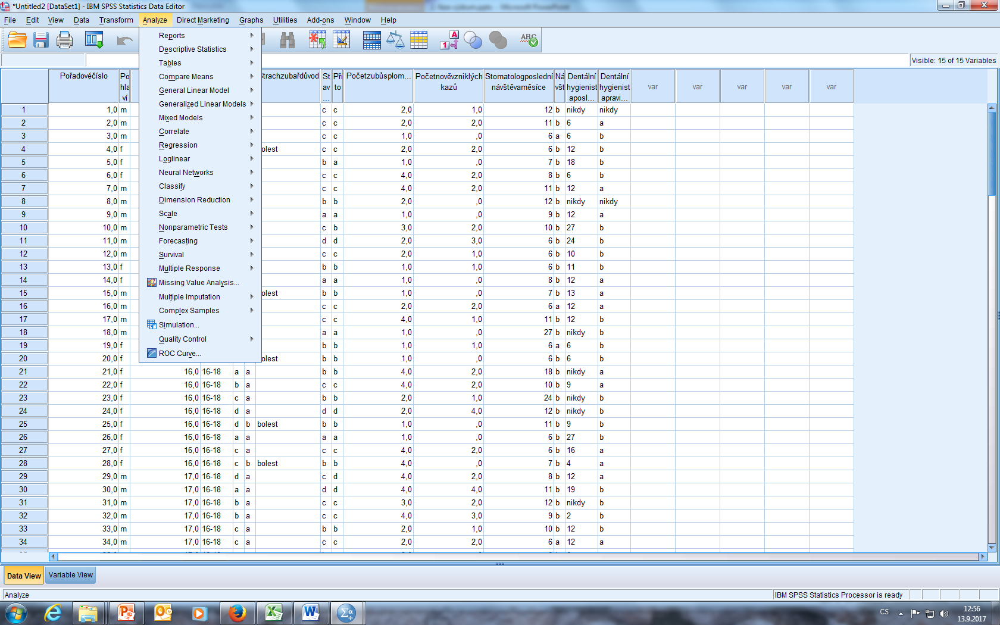 *Untitled2 [DataSet1] - IBM SPSS Statistics Data Editor
File Edit View Data Transform Analyze Direct Marketing Graphs Utilities Add-ons Window Help
Visible: 15 of 15 Variables
Reports
Descriptive Statistics
Tables
Compare Means
General Linear Model
Generalized Linear Models
Mixed Models
Correlate
Regression
Loglinear
Neural Networks
Classify
Dimension Reduction
Scale
Nonparametric Tests
Forecasting
Survival
Multiple Response
Missing Value Analysis...
Multiple Imputation
Complex Samples
Simulation...
Quality Control
ROC Curve...
Pořadovéčíslo Po hla ví Strachzubařdůvod St av ... Pří to Početzubůsplom... Početnověvzniklých kazů Stomatologposlední návštěvaměsíce Ná všt Dentální hygienist aposl... Dentální hygienist apravi... var var var var var
1 1,0 m c c 2,0 1,0 12 b nikdy nikdy
2 2,0 m c c 2,0 2,0 11 b 6 a
3 3,0 m c c 1,0 ,0 6 a 6 b
4 4,0 f olest c c 2,0 2,0 6 b 12 b
5 5,0 f b a 1,0 ,0 7 b 18 b
6 6,0 f c c 4,0 2,0 8 b 6 b
7 7,0 m c c 4,0 2,0 11 b 12 a
8 8,0 m b b 2,0 ,0 12 b nikdy nikdy
9 9,0 m a a 1,0 ,0 9 b 12 a
10 10,0 m c b 3,0 2,0 10 b 27 b
11 11,0 m d d 2,0 3,0 6 b 24 b
12 12,0 m c c 2,0 1,0 6 b 10 b
13 13,0 f b b 1,0 1,0 6 b 11 b
14 14,0 f a a 1,0 ,0 8 b 12 a
15 15,0 m olest b b 1,0 ,0 7 b 13 a
16 16,0 m c c 2,0 2,0 6 a 12 a
17 17,0 m c c 4,0 1,0 11 b 12 b
18 18,0 m a a 1,0 ,0 27 b nikdy b
19 19,0 f b b 1,0 1,0 6 a 6 b
20 20,0 f olest b b 1,0 ,0 6 b 6 b
21 21,0 f 16,0 16-18 a a b b 4,0 2,0 18 b nikdy a
22 22,0 f 16,0 16-18 b a c c 4,0 2,0 10 b 9 a
23 23,0 f 16,0 16-18 c a b b 2,0 1,0 24 b nikdy b
24 24,0 f 16,0 16-18 d a d d 2,0 4,0 12 b nikdy b
25 25,0 f 16,0 16-18 d b bolest b b 1,0 ,0 11 b 9 b
26 26,0 f 16,0 16-18 a a a a 1,0 ,0 6 b 27 b
27 27,0 f 16,0 16-18 c a c c 4,0 2,0 6 b 16 a
28 28,0 f 16,0 16-18 c b bolest b b 4,0 ,0 7 b 4 a
29 29,0 m 17,0 16-18 d a c d 4,0 2,0 8 b 12 a
30 30,0 m 17,0 16-18 a a d d 4,0 4,0 11 b 19 b
31 31,0 m 17,0 16-18 b a c c 3,0 2,0 12 b nikdy b
32 32,0 m 17,0 16-18 b a c c 4,0 3,0 9 b 2 b
33 33,0 m 17,0 16-18 c a b b 2,0 1,0 10 b 12 b
34 34,0 m 17,0 16-18 c a c c 2,0 2,0 6 a 12 a
Data View Variable View
Analyze IBM SPSS Statistics Processor is ready
CS 12:56
13.9.2017